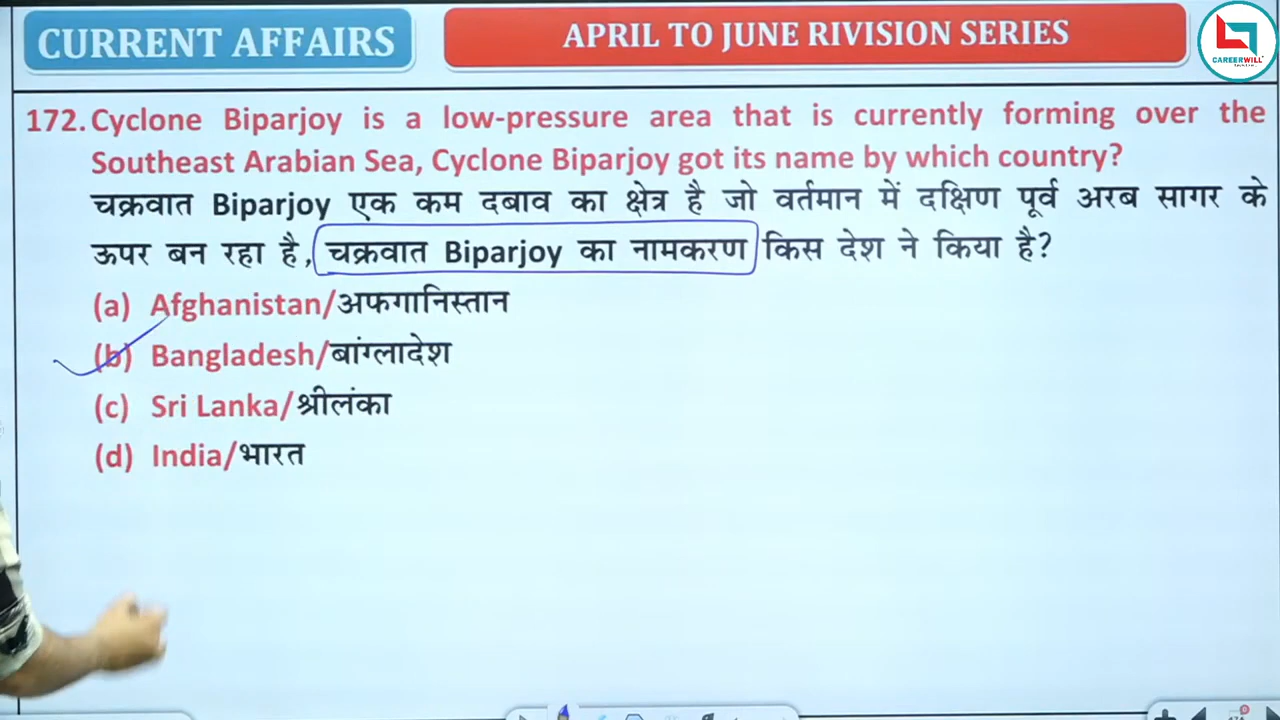 CURRENT AFFAIRS
APRIL TO JUNE RIVISION SERIES
CAREERWILL
172. Cyclone Biparjoy is a low-pressure area that is currently forming over the
Southeast Arabian Sea, Cyclone Biparjoy got its name by which country?
चक्रवात Biparjoy एक कम दबाव का क्षेत्र है जो वर्तमान में दक्षिण पूर्व अरब सागर के
ऊपर बन रहा है, चक्रवात Biparjoy का नामकरण किस देश ने किया है?
(a) Afghanistan/अफगानिस्तान
(b) Bangladesh/बांग्लादेश
(c) Sri Lanka/श्रीलंका
(d) India/भारत